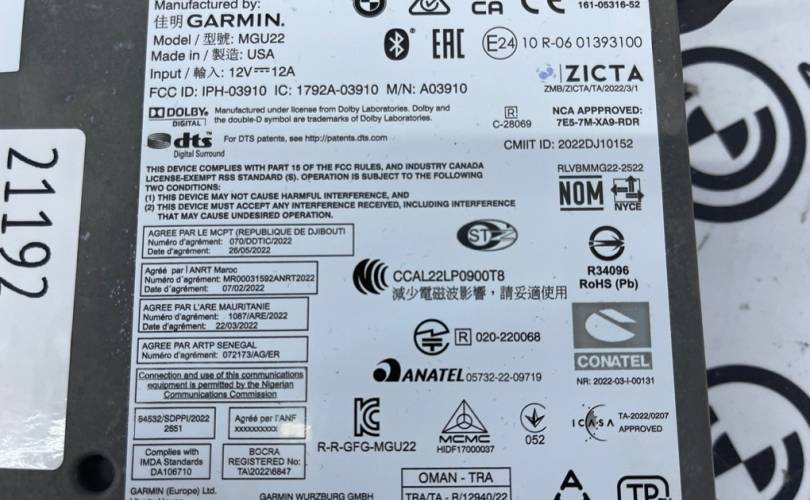 Manufactured by:
佳明 GARMIN.
Model / 型號: MGU22
Made in / 製造: USA
Input / 輸入: 12V⎓12A
FCC ID: IPH-03910 IC: 1792A-03910 M/N: A03910
UK
CA
CE
161-05316-52
EAC
E24 10 R-06 01393100
ZICTA
ZMB/ZICTA/TA/2022/3/1
DOLBY
DIGITAL
Manufactured under license from Dolby Laboratories. Dolby and
the double-D symbol are trademarks of Dolby Laboratories.
dts
Digital Surround
For DTS patents, see http://patents.dts.com
R
C-28069
NCA APPPROVED:
7E5-7M-XA9-RDR
CMIIT ID: 2022DJ10152
THIS DEVICE COMPLIES WITH PART 15 OF THE FCC RULES, AND INDUSTRY CANADA
LICENSE-EXEMPT RSS STANDARD (S). OPERATION IS SUBJECT TO THE FOLLOWING
TWO CONDITIONS:
(1) THIS DEVICE MAY NOT CAUSE HARMFUL INTERFERENCE, AND
(2) THIS DEVICE MUST ACCEPT ANY INTERFERENCE RECEIVED, INCLUDING INTERFERENCE
THAT MAY CAUSE UNDESIRED OPERATION.
RLVBMMG22-2522
NOM
NYCE
AGREE PAR LE MCPT (REPUBLIQUE DE DJIBOUTI
Numéro d'agrément: 070/DDTIC/2022
Date d'agrément: 26/05/2022
Agréé par l'ANRT Maroc
Numéro d'agrément: MR00031592ANRT2022
Date d'agrément: 07/02/2022
AGREE PAR L'ARE MAURITANIE
Numéro d'agrément: 1087/ARE/2022
Date d'agrément: 22/03/2022
AGREE PAR ARTP SENEGAL
Numéro d'agrément: 072173/AG/ER
Connection and use of this communications
equipment is permitted by the Nigerian
Communications Commission
84532/SDPPI/2022
2651
Agréé par l'ANF
xxxxxxxxxxx
Complies with
IMDA Standards
DA106710
BOCRA
REGISTERED No:
TA\2022\6847
CCAL22LP0900T8
減少電磁波影響，請妥適使用
R34096
RoHS (Pb)
R 020-220068
ANATEL 05732-22-09719
CONATEL
NR: 2022-03-I-00131
R-R-GFG-MGU22
MCMC
HIDF17000037
052
ICASA
TA-2022/0207
APPROVED
OMAN - TRA
TRA/TA - R/12940/22
GARMIN (Europe) Ltd.
GARMIN WURZBURG GMBH
21192